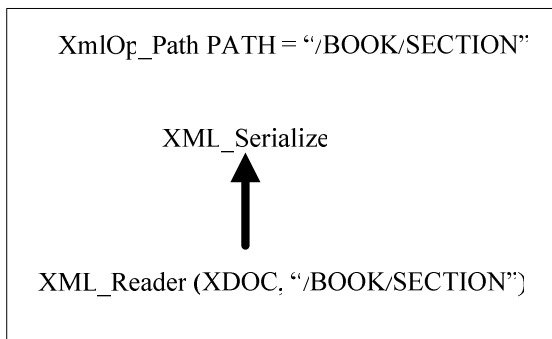 XmlOp_Path PATH = “/BOOK/SECTION”
XML_Serialize
XML_Reader (XDOC, “/BOOK/SECTION”)